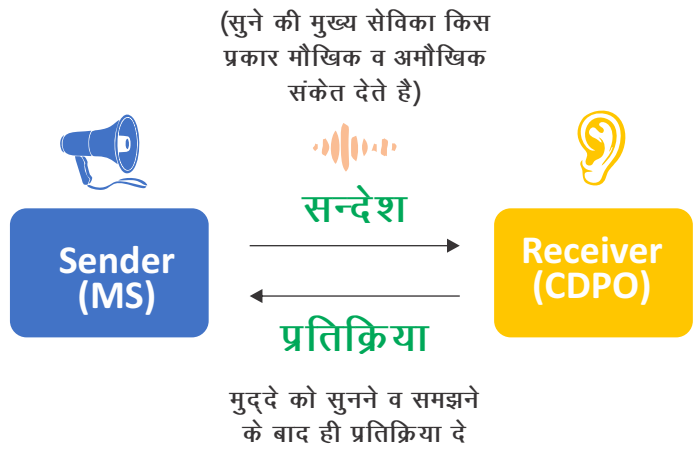 (सुने की मुख्य सेविका किस
प्रकार मौखिक व अमौखिक
संकेत देते है)
सन्देश
Sender
(MS)
Receiver
(CDPO)
प्रतिक्रिया
मुद्दे को सुनने व समझने
के बाद ही प्रतिक्रिया दे